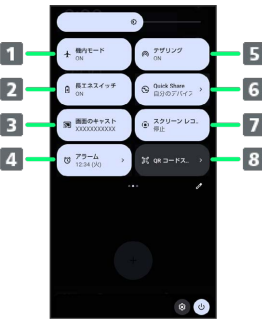 1
機内モード
ON
5
テザリング
ON
2
長エネスイッチ
ON
6
Quick Share
自分のデバイス
3
画面のキャスト
XXXXXXXXXXX
7
スクリーン レコ.
停止
4
アラーム
12:34 (火)
8
QR コードス..